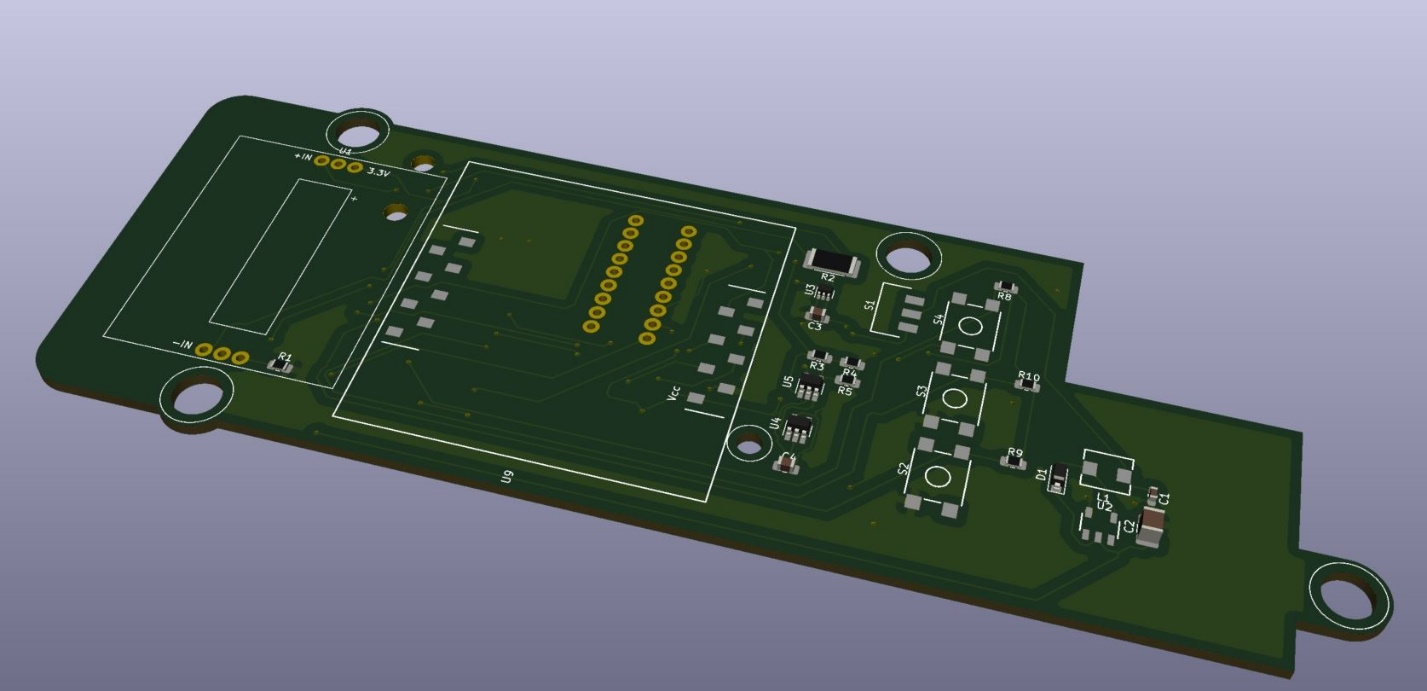 U1
+IN
3.3V
+
-IN
R1
U9
Vcc
R2
U3
C3
S1
S4
R8
R3
R4
R5
U5
U4
C4
S3
R10
S2
R9
D1
L1
U2
C1
C2